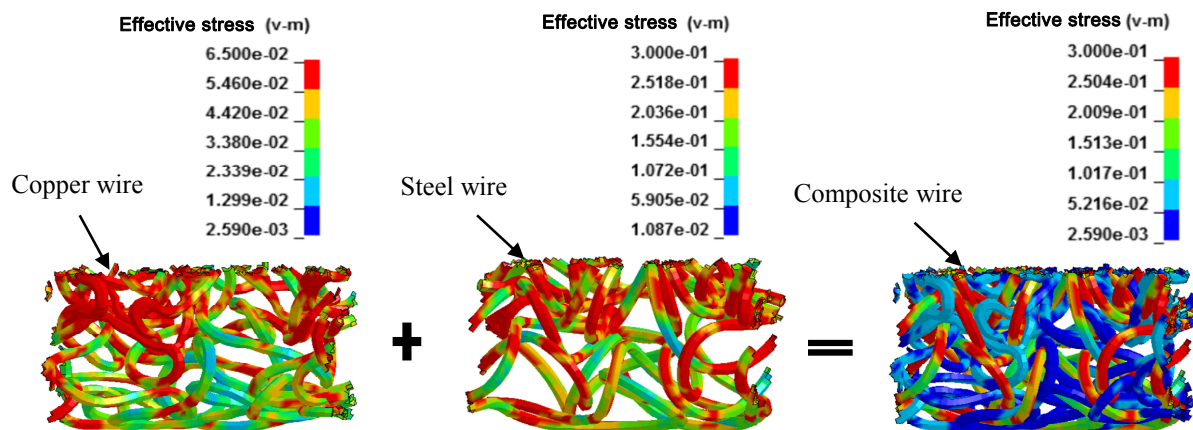 Effective stress (v-m)
6.500e-02
5.460e-02
4.420e-02
3.380e-02
2.339e-02
1.299e-02
2.590e-03
Copper wire
Effective stress (v-m)
3.000e-01
2.518e-01
2.036e-01
1.554e-01
1.072e-01
5.905e-02
1.087e-02
Steel wire
Effective stress (v-m)
3.000e-01
2.504e-01
2.009e-01
1.513e-01
1.017e-01
5.216e-02
2.590e-03
Composite wire
+
=